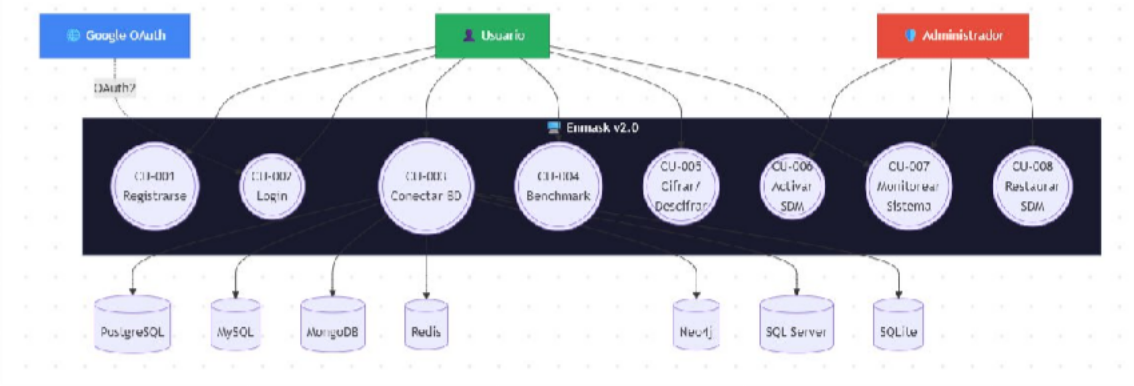 Google OAuth
Usuario
Administrador
OAuth2
Enmask v2.0
CU-001
Registrarse
CU-002
Login
CU-003
Conectar BD
CU-004
Benchmark
CU-005
Cifrar/
Descifrar
CU-006
Activar
SDM
CU-007
Monitorear
Sistema
CU-008
Restaurar
SDM
PostgreSQL
MySQL
MongoDB
Redis
Neo4j
SQL Server
SQLite